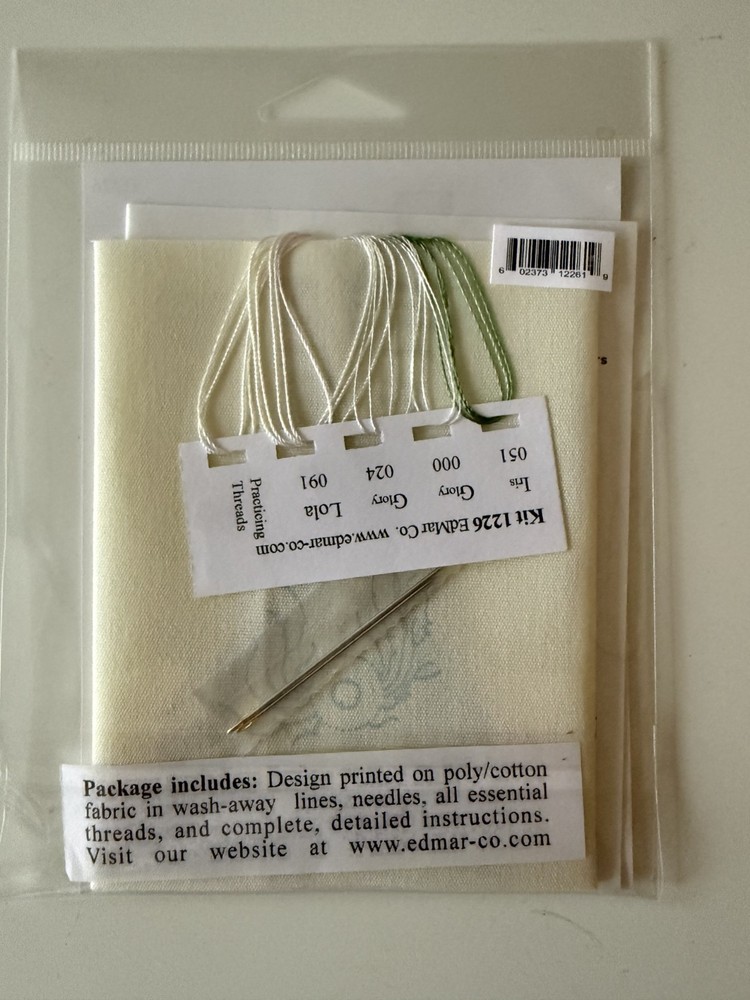 6 02373 12261 9
s.
Kit 1226 EdMar Co. www.edmar-co.com
Iris Glory Glory Lola Practicing
051 000 024 091 Threads
Package includes: Design printed on poly/cotton
fabric in wash-away lines, needles, all essential
threads, and complete, detailed instructions.
Visit our website at www.edmar-co.com